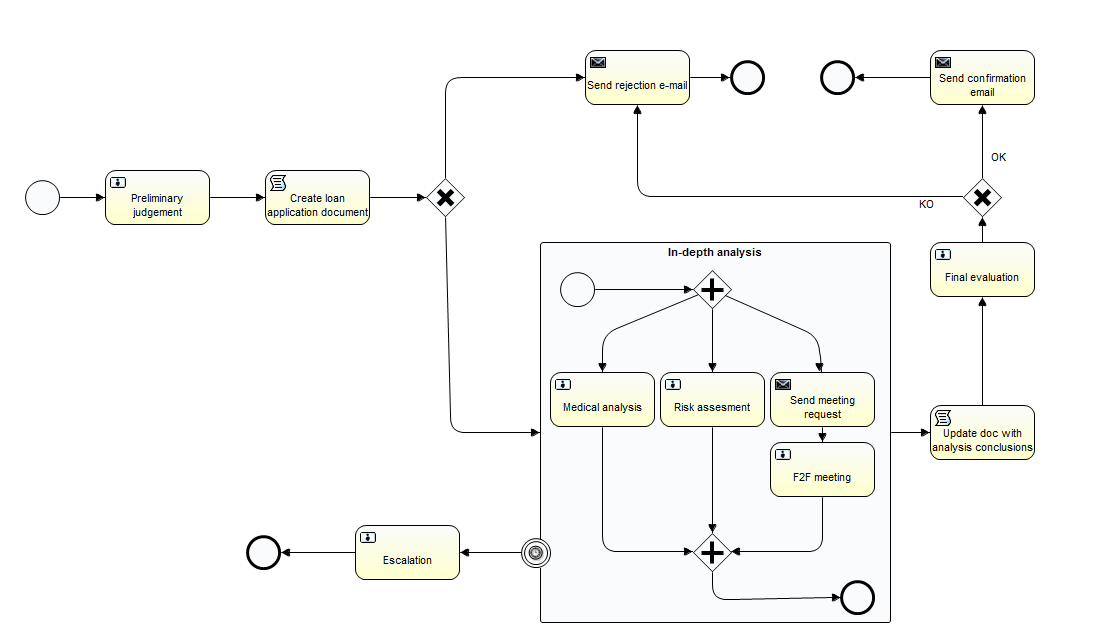 Send rejection e-mail
Send confirmation
email
OK
Preliminary
judgement
Create loan
application document
KO
In-depth analysis
Final evaluation
Medical analysis
Risk assesment
Send meeting
request
Update doc with
analysis conclusions
F2F meeting
Escalation